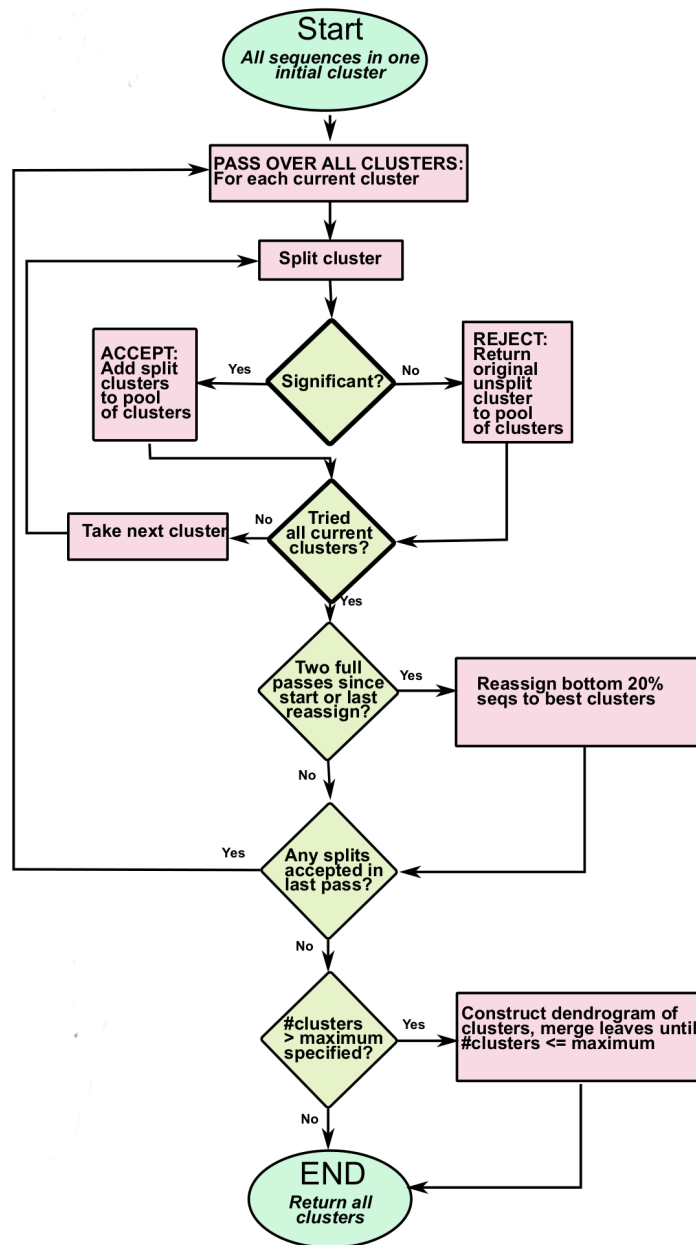 Start
All sequences in one
initial cluster
PASS OVER ALL CLUSTERS:
For each current cluster
Split cluster
ACCEPT:
Add split
clusters
to pool
of clusters
Yes
Significant?
No
REJECT:
Return
original
unsplit
cluster
to pool
of clusters
Take next cluster
No
Tried
all current
clusters?
Yes
Two full
passes since
start or last
reassign?
Yes
Reassign bottom 20%
seqs to best clusters
No
Yes
Any splits
accepted in
last pass?
No
#clusters
> maximum
specified?
Yes
Construct dendrogram of
clusters, merge leaves until
#clusters <= maximum
No
END
Return all
clusters